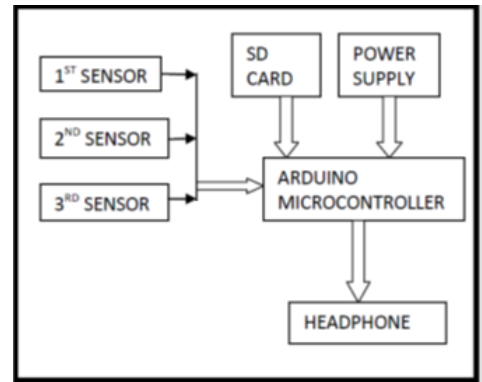 1ST SENSOR
2ND SENSOR
3RD SENSOR
SD
CARD
POWER
SUPPLY
ARDUINO
MICROCONTROLLER
HEADPHONE